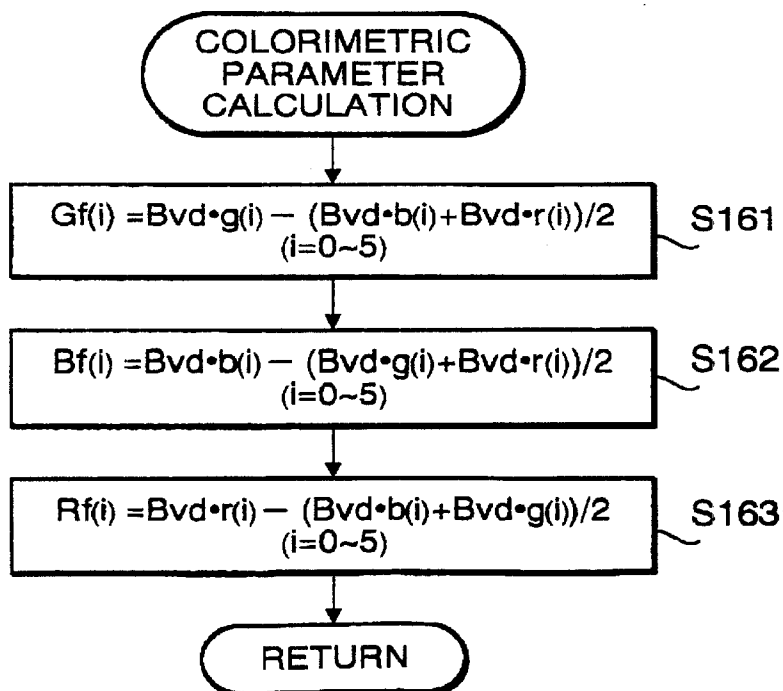 COLORIMETRIC
PARAMETER
CALCULATION
Gf(i) =Bvd•g(i) — (Bvd•b(i)+Bvd•r(i))/2
(i=0~5)
S161
Bf(i) =Bvd•b(i) — (Bvd•g(i)+Bvd•r(i))/2
(i=0~5)
S162
Rf(i) =Bvd•r(i) — (Bvd•b(i)+Bvd•g(i))/2
(i=0~5)
S163
RETURN